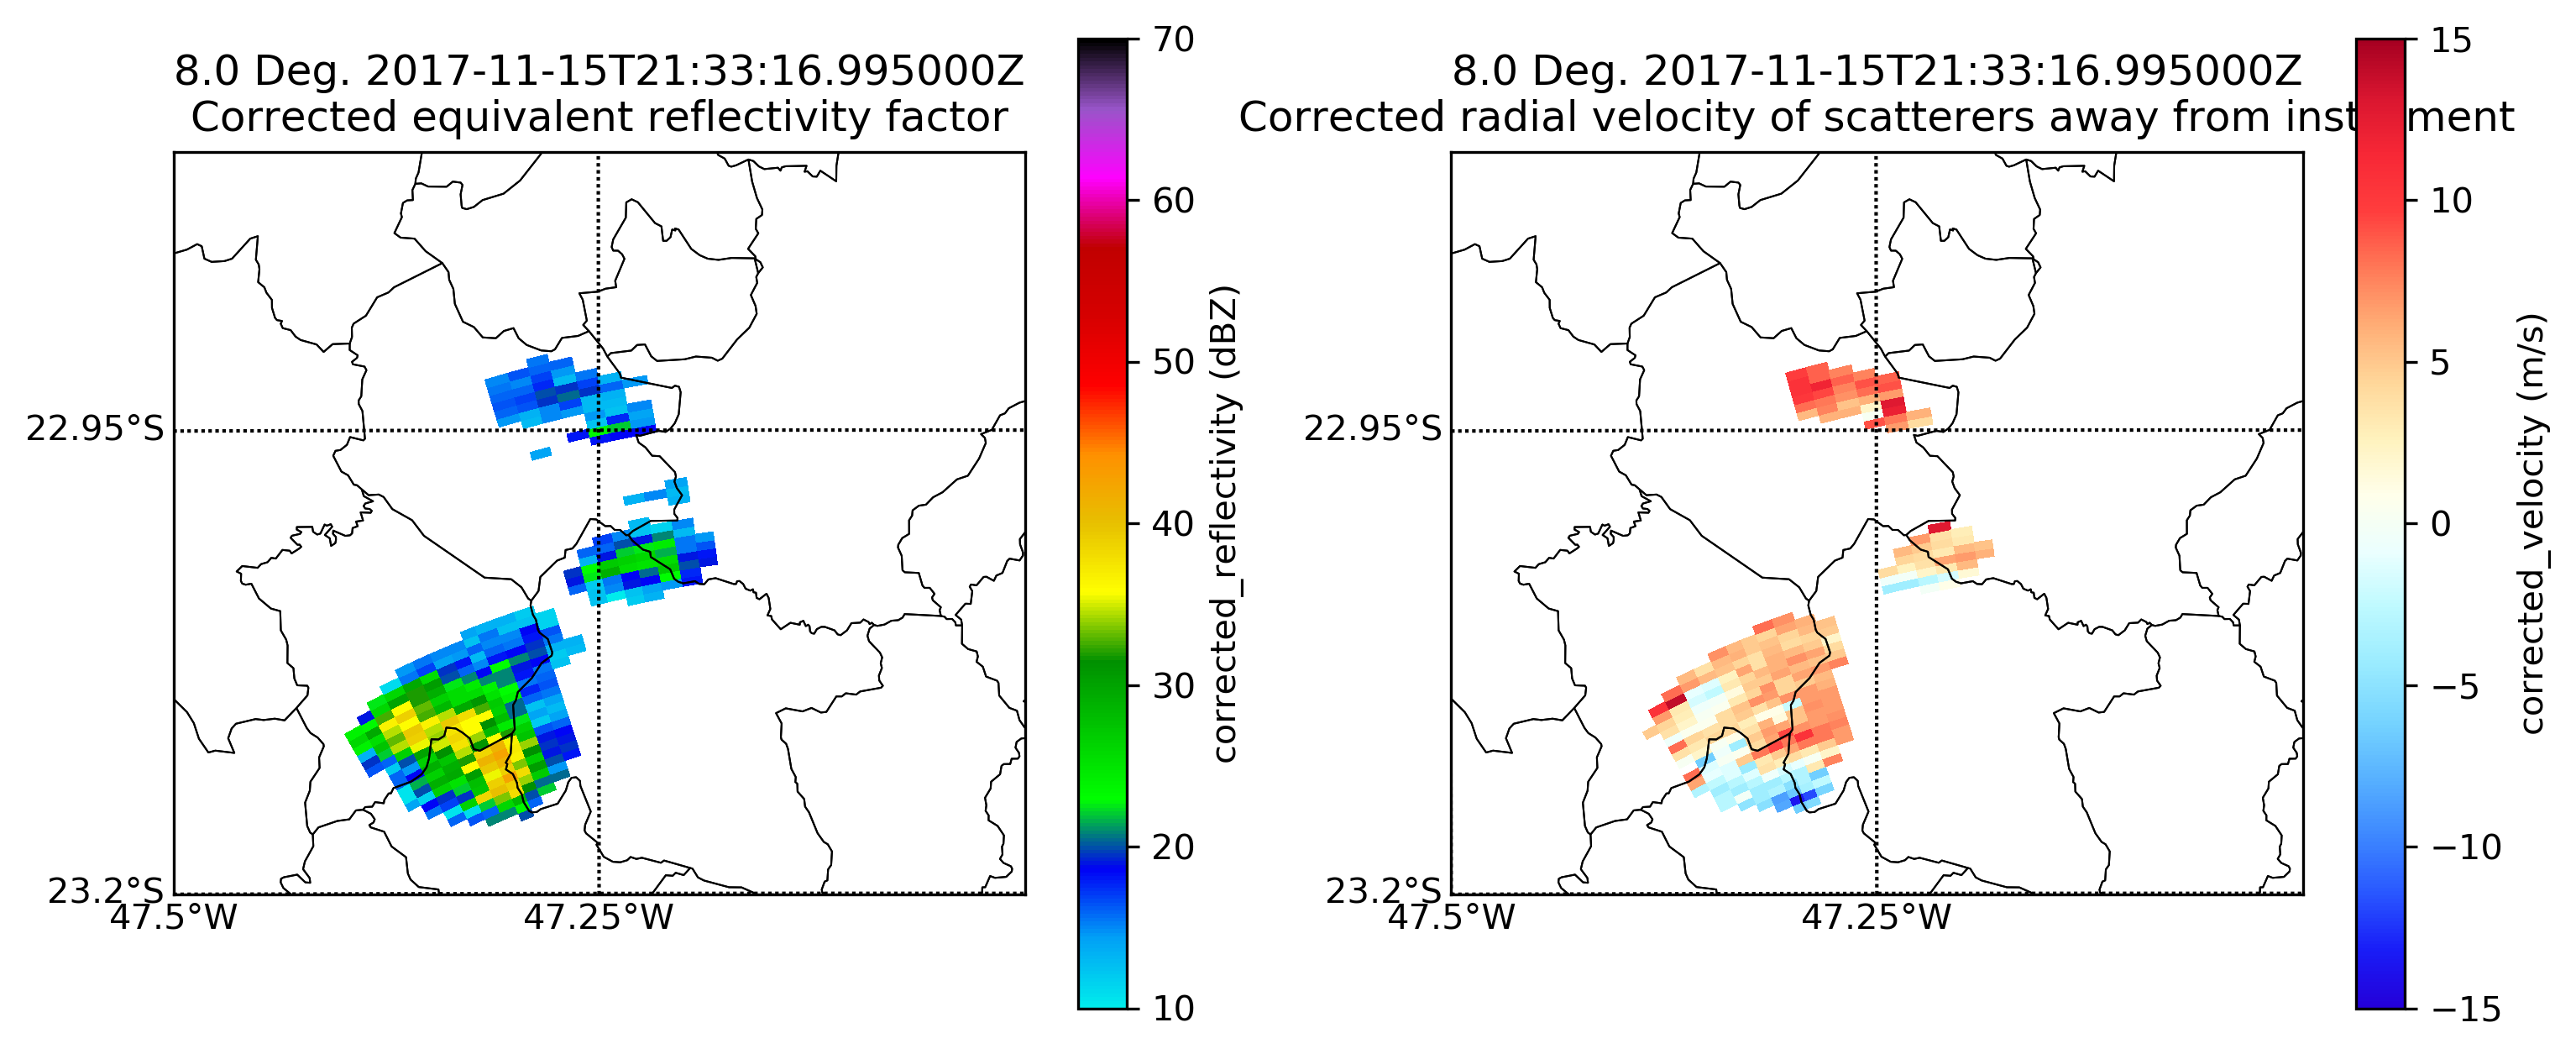 8.0 Deg. 2017-11-15T21:33:16.995000Z
Corrected equivalent reflectivity factor
22.95°S
23.2°S
47.5°W
47.25°W
70
60
50
40
30
20
10
corrected_reflectivity (dBZ)
8.0 Deg. 2017-11-15T21:33:16.995000Z
Corrected radial velocity of scatterers away from inst ment
22.95°S
23.2°S
47.5°W
47.25°W
15
10
5
0
−5
−10
−15
corrected_velocity (m/s)